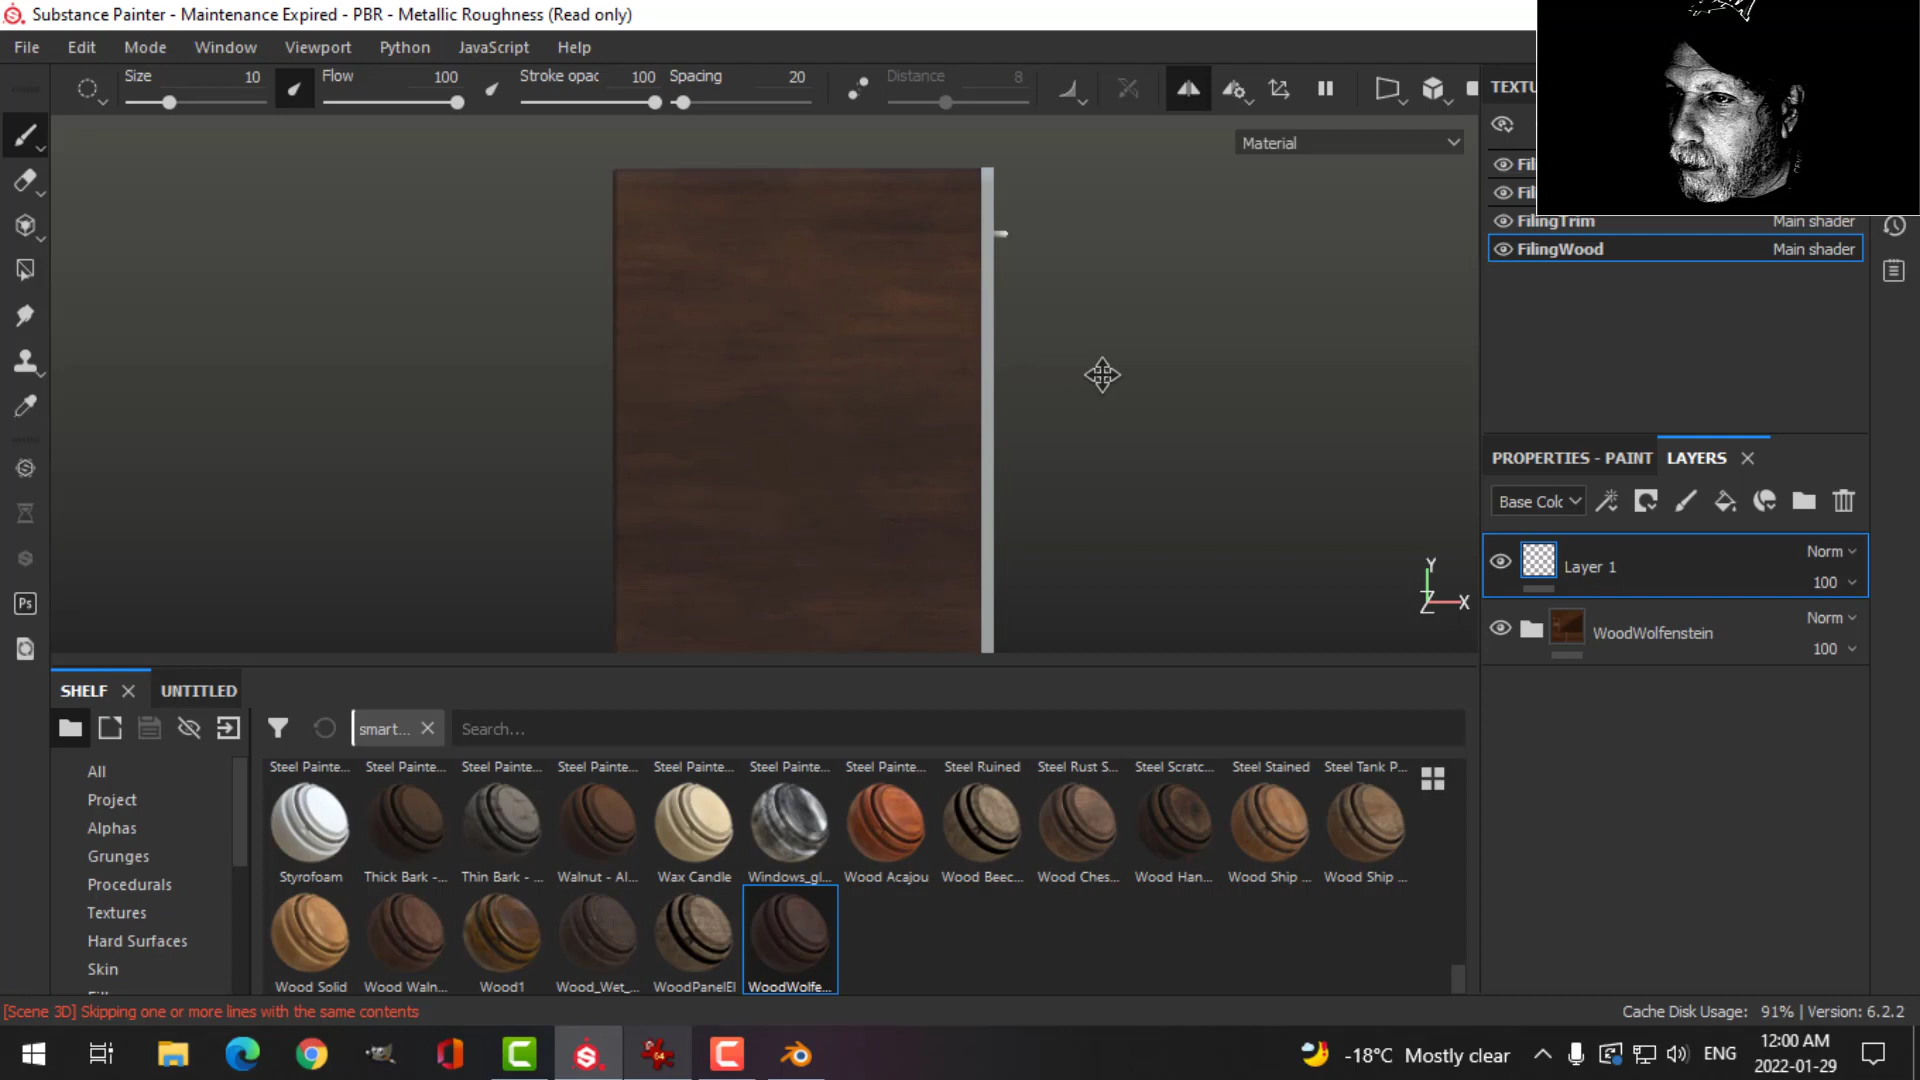 Substance Painter - Maintenance Expired - PBR - Metallic Roughness (Read only)
File Edit Mode Window Viewport Python JavaScript Help
Size 10 Flow 100 Stroke opac 100 Spacing 20 Distance 8
TEXTU
Material
Fil
Fil
FilingTrim Main shader
FilingWood Main shader
PROPERTIES - PAINT LAYERS
Base Colo
Norm
Layer 1
100
Norm
WoodWolfenstein
100
Y
Z X
SHELF UNTITLED
smart... Search...
All
Project
Alphas
Grunges
Procedurals
Textures
Hard Surfaces
Skin
Steel Painte... Steel Painte... Steel Painte... Steel Painte... Steel Painte... Steel Painte... Steel Painte... Steel Ruined Steel Rust S... Steel Scratc... Steel Stained Steel Tank P...
Styrofoam Thick Bark -... Thin Bark - ... Walnut - Al... Wax Candle Windows_gl... Wood Acajou Wood Beec... Wood Ches... Wood Han... Wood Ship ... Wood Ship ...
Wood Solid Wood Waln... Wood1 Wood_Wet_... WoodPanelEl WoodWolfe...
[Scene 3D] Skipping one or more lines with the same contents
Cache Disk Usage: 91% | Version: 6.2.2
Ps
64
-18°C Mostly clear
ENG
12:00 AM
2022-01-29